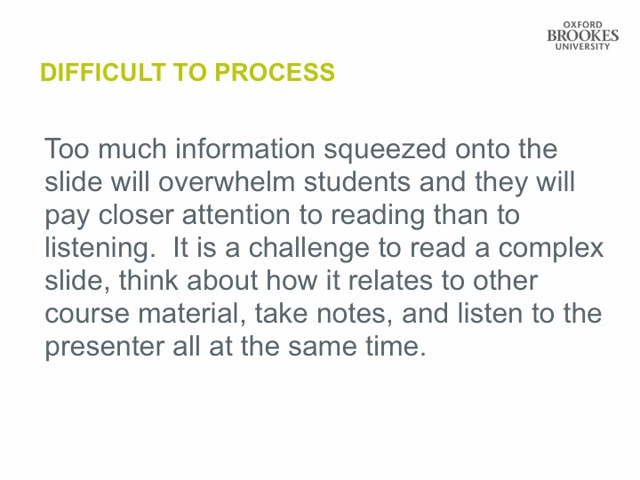 OXFORD
BROOKES
UNIVERSITY
DIFFICULT TO PROCESS
Too much information squeezed onto the
slide will overwhelm students and they will
pay closer attention to reading than to
listening.  It is a challenge to read a complex
slide, think about how it relates to other
course material, take notes, and listen to the
presenter all at the same time.